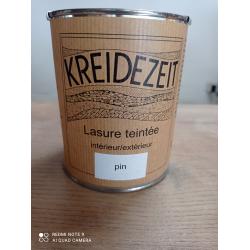 KREIDEZEIT
Lasure teintée
intérieur/extérieur
pin
REDMI NOTE 9
AI QUAD CAMERA